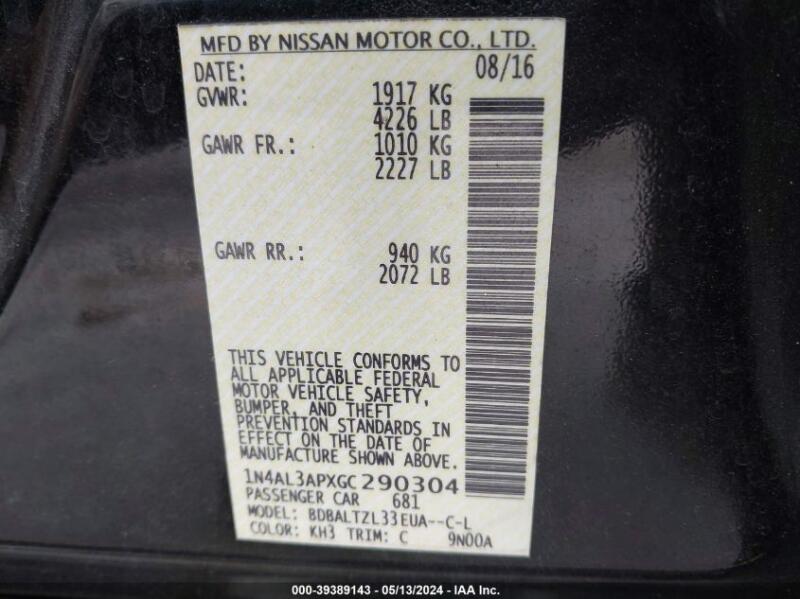 MFD BY NISSAN MOTOR CO., LTD.
DATE: 08/16
GVWR: 1917 KG
4226 LB
GAWR FR.: 1010 KG
2227 LB
GAWR RR.: 940 KG
2072 LB
THIS VEHICLE CONFORMS TO
ALL APPLICABLE FEDERAL
MOTOR VEHICLE SAFETY,
BUMPER, AND THEFT
PREVENTION STANDARDS IN
EFFECT ON THE DATE OF
MANUFACTURE SHOWN ABOVE.
1N4AL3APXGC290304
PASSENGER CAR 681
MODEL: BDBALTZL33EUA--C-L
COLOR: KH3 TRIM: C 9N00A
000-39389143 - 05/13/2024 - IAA Inc.